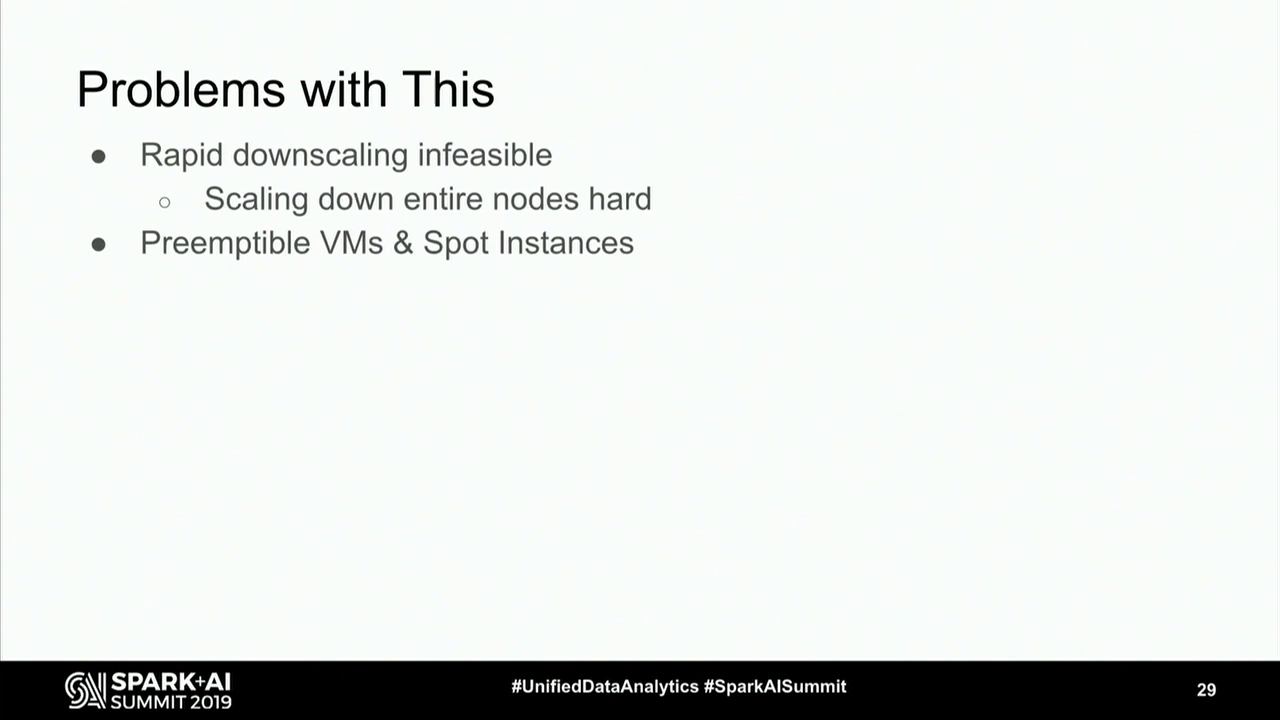 Problems with This
● Rapid downscaling infeasible
○ Scaling down entire nodes hard
● Preemptible VMs & Spot Instances
SPARK+AI
SUMMIT 2019
#UnifiedDataAnalytics #SparkAISummit
29